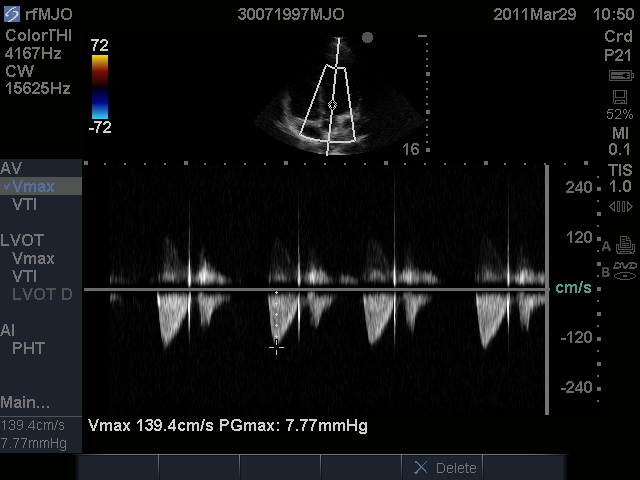 rfMJO 30071997MJO 2011Mar29 10:50
ColorTHI
4167Hz
CW
15625Hz
72
-72
16
Crd
P21
52%
MI
0.1
TIS
1.0
A
B DVD
AV
✓Vmax
VTI
LVOT
Vmax
VTI
LVOT D
AI
PHT
Main...
139.4cm/s
7.77mmHg
240
120
cm/s
-120
-240
Vmax 139.4cm/s PGmax: 7.77mmHg
Delete